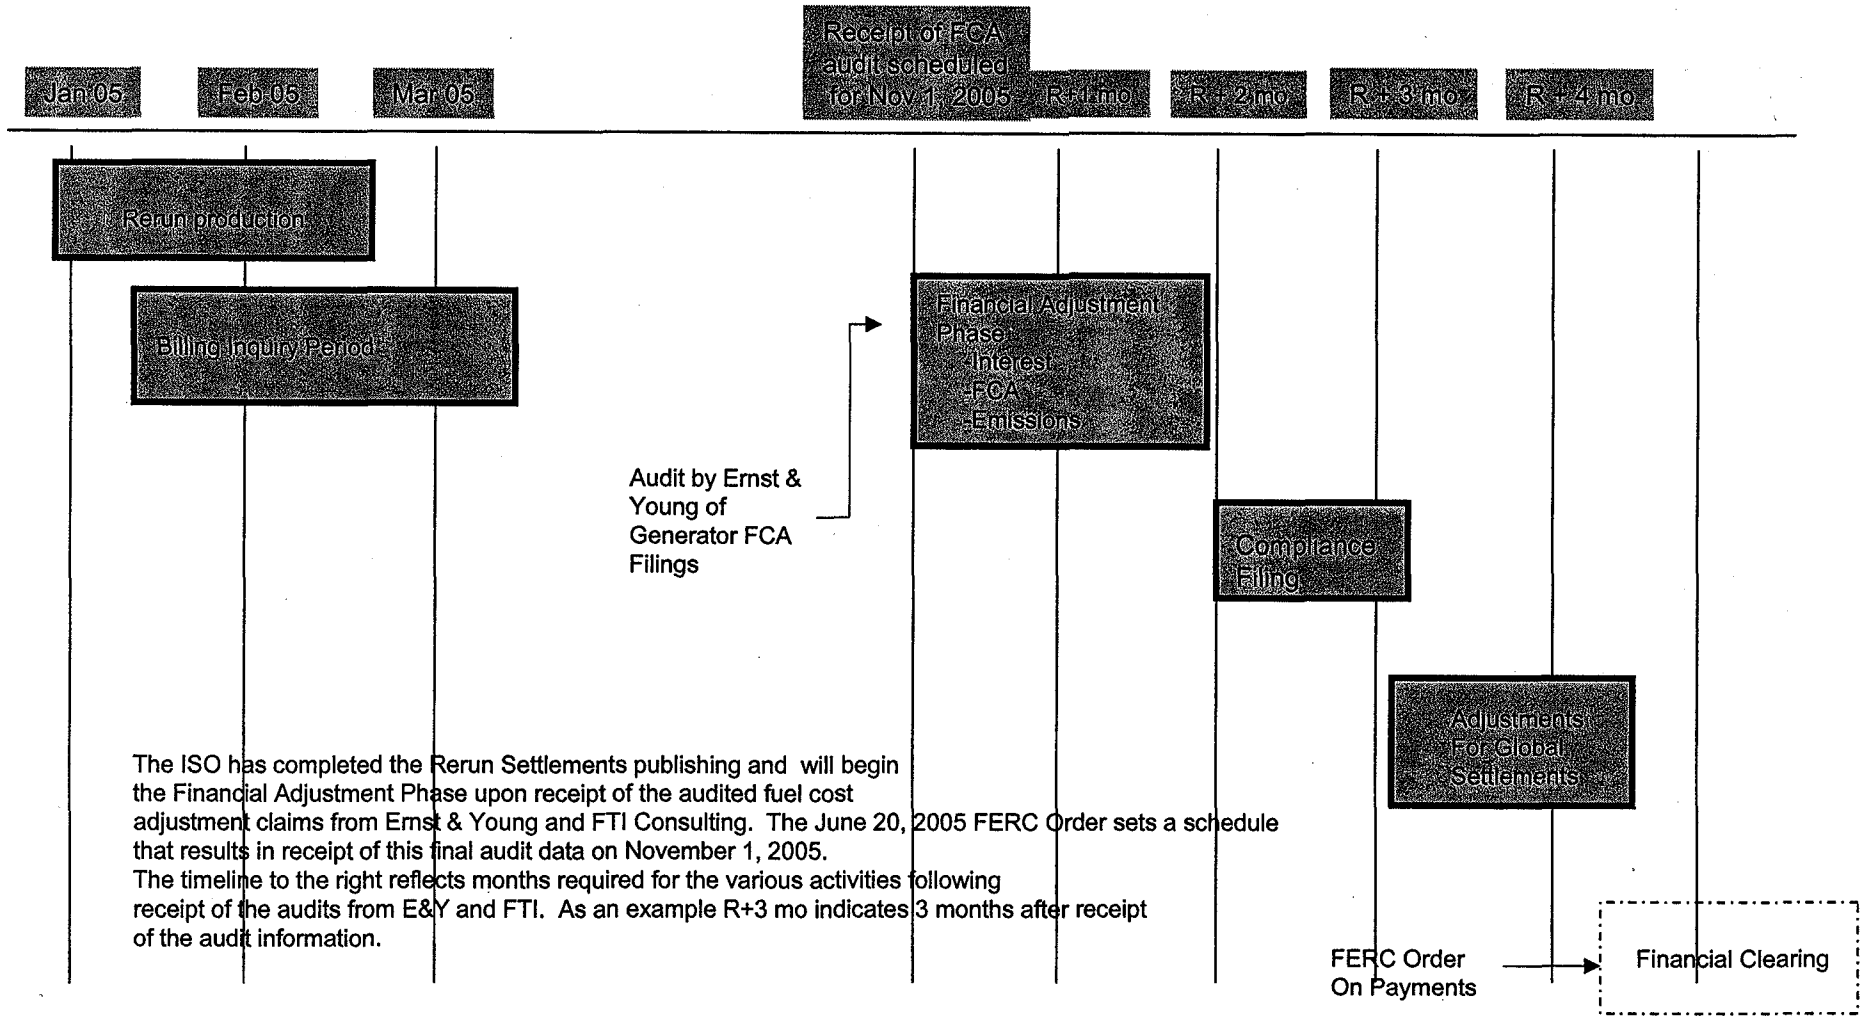 Receipt of FCA
audit scheduled
for Nov 1, 2005
Jan 05
Feb 05
Mar 05
R+1 mo
R + 2 mo
R + 3 mo
R + 4 mo
Rerun production
Billing Inquiry Period
Financial Adjustment
Phase
-Interest
-FCA
-Emissions
Audit by Ernst &
Young of
Generator FCA
Filings
Compliance
Filing
Adjustments
For Global
Settlements
The ISO has completed the Rerun Settlements publishing and will begin
the Financial Adjustment Phase upon receipt of the audited fuel cost
adjustment claims from Ernst & Young and FTI Consulting. The June 20, 2005 FERC Order sets a schedule
that results in receipt of this final audit data on November 1, 2005.
The timeline to the right reflects months required for the various activities following
receipt of the audits from E&Y and FTI. As an example R+3 mo indicates 3 months after receipt
of the audit information.
FERC Order
On Payments
Financial Clearing